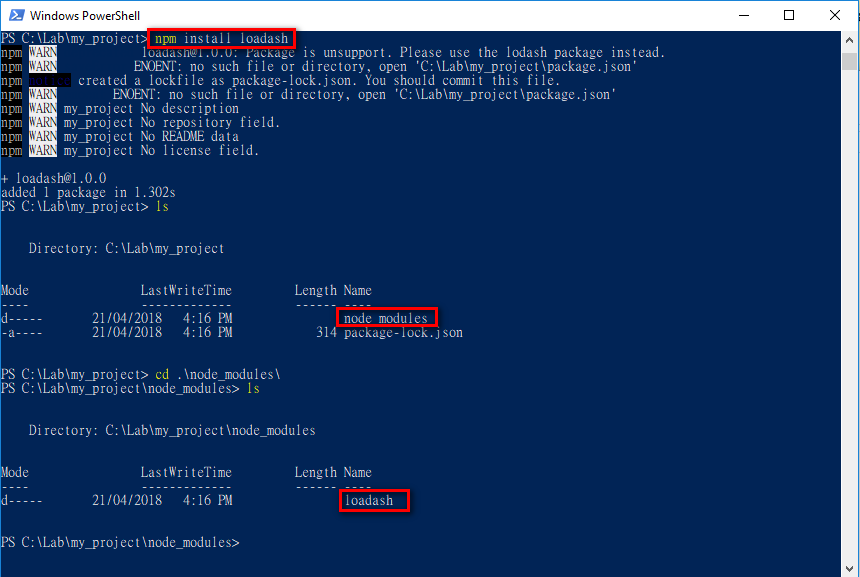 Windows PowerShell
PS C:\Lab\my_project> npm install loadash
npm WARN loadash@1.0.0: Package is unsupport. Please use the lodash package instead.
npm WARN ENOENT: no such file or directory, open 'C:\Lab\my_project\package.json'
npm created a lockfile as package-lock.json. You should commit this file.
npm WARN ENOENT: no such file or directory, open 'C:\Lab\my_project\package.json'
npm WARN my_project No description
npm WARN my_project No repository field.
npm WARN my_project No README data
npm WARN my_project No license field.
+ loadash@1.0.0
added 1 package in 1.302s
PS C:\Lab\my_project> ls
Directory: C:\Lab\my_project
Mode LastWriteTime Length Name
---- ------------- ------ ----
d----- 21/04/2018 4:16 PM node_modules
-a---- 21/04/2018 4:16 PM 314 package-lock.json
PS C:\Lab\my_project> cd .\node_modules\
PS C:\Lab\my_project\node_modules> ls
Directory: C:\Lab\my_project\node_modules
Mode LastWriteTime Length Name
---- ------------- ------ ----
d----- 21/04/2018 4:16 PM loadash
PS C:\Lab\my_project\node_modules>